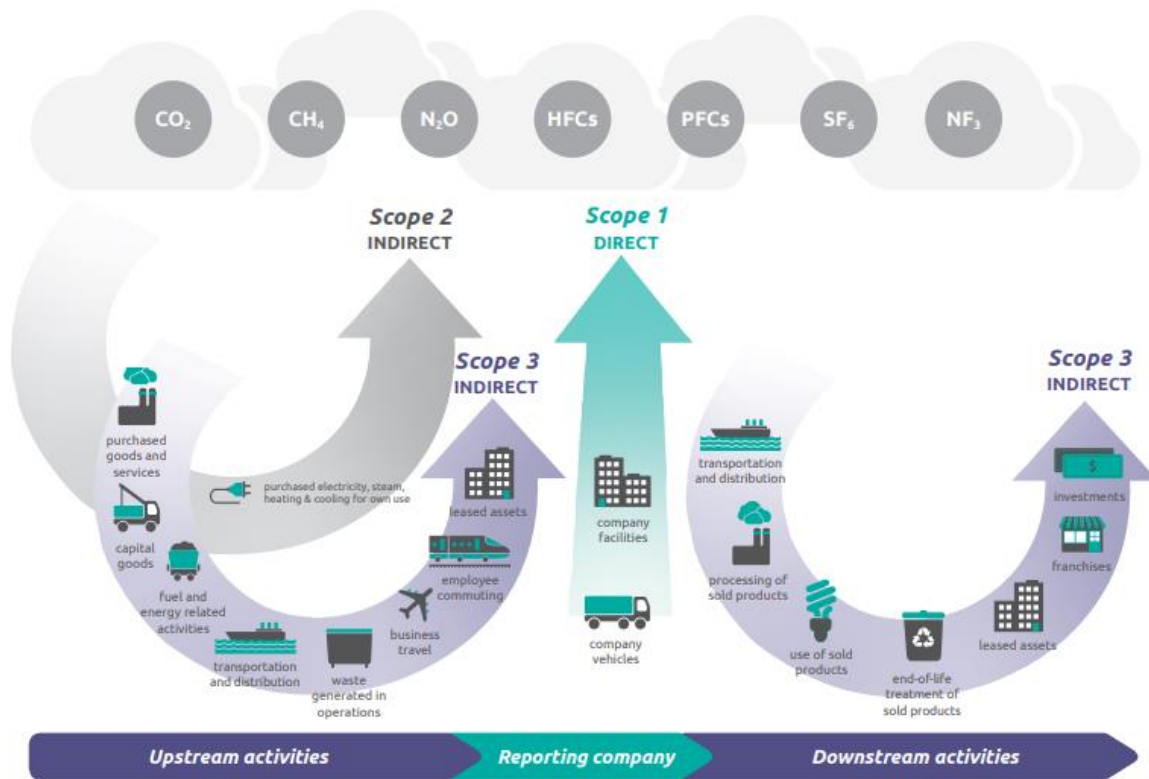 CO₂
CH₄
N₂O
HFCs
PFCs
SF₆
NF₃
Scope 2
INDIRECT
Scope 1
DIRECT
Scope 3
INDIRECT
Scope 3
INDIRECT
purchased
goods and
services
capital
goods
fuel and
energy related
activities
transportation
and distribution
waste
generated in
operations
business
travel
employee
commuting
leased assets
purchased electricity, steam,
heating & cooling for own use
company
facilities
company
vehicles
transportation
and distribution
processing of
sold products
use of sold
products
end-of-life
treatment of
sold products
leased assets
franchises
$
investments
Upstream activities
Reporting company
Downstream activities